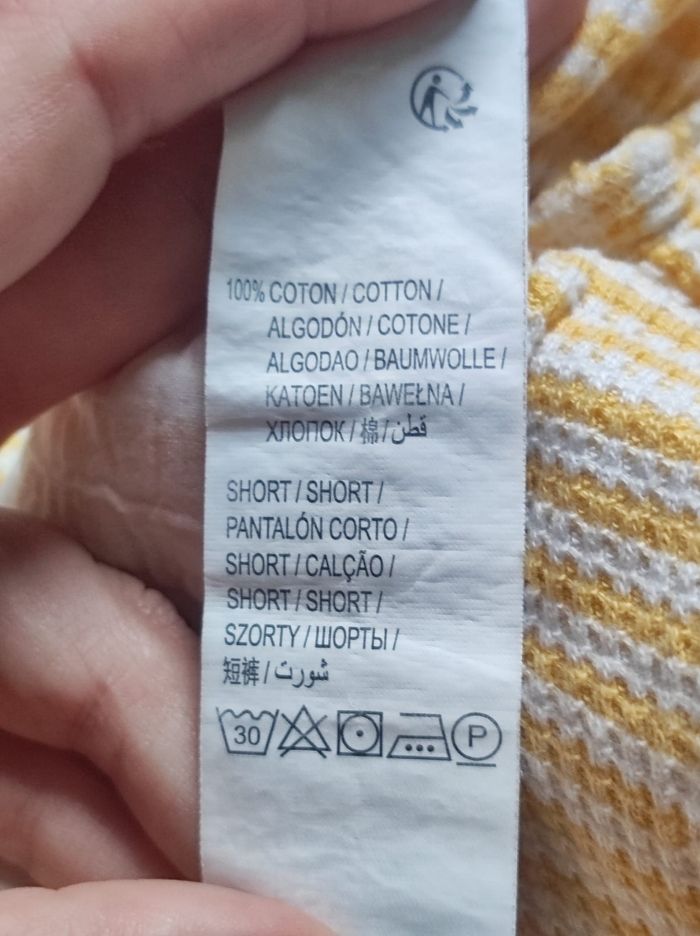 100% COTON / COTTON /
ALGODÓN / COTONE /
ALGODAO / BAUMWOLLE /
KATOEN / BAWEŁNA /
ХЛОПОК / 棉 / قطن
SHORT / SHORT /
PANTALÓN CORTO /
SHORT / CALÇÃO /
SHORT / SHORT /
SZORTY / ШОРТЫ /
短裤 / شورت
30 P